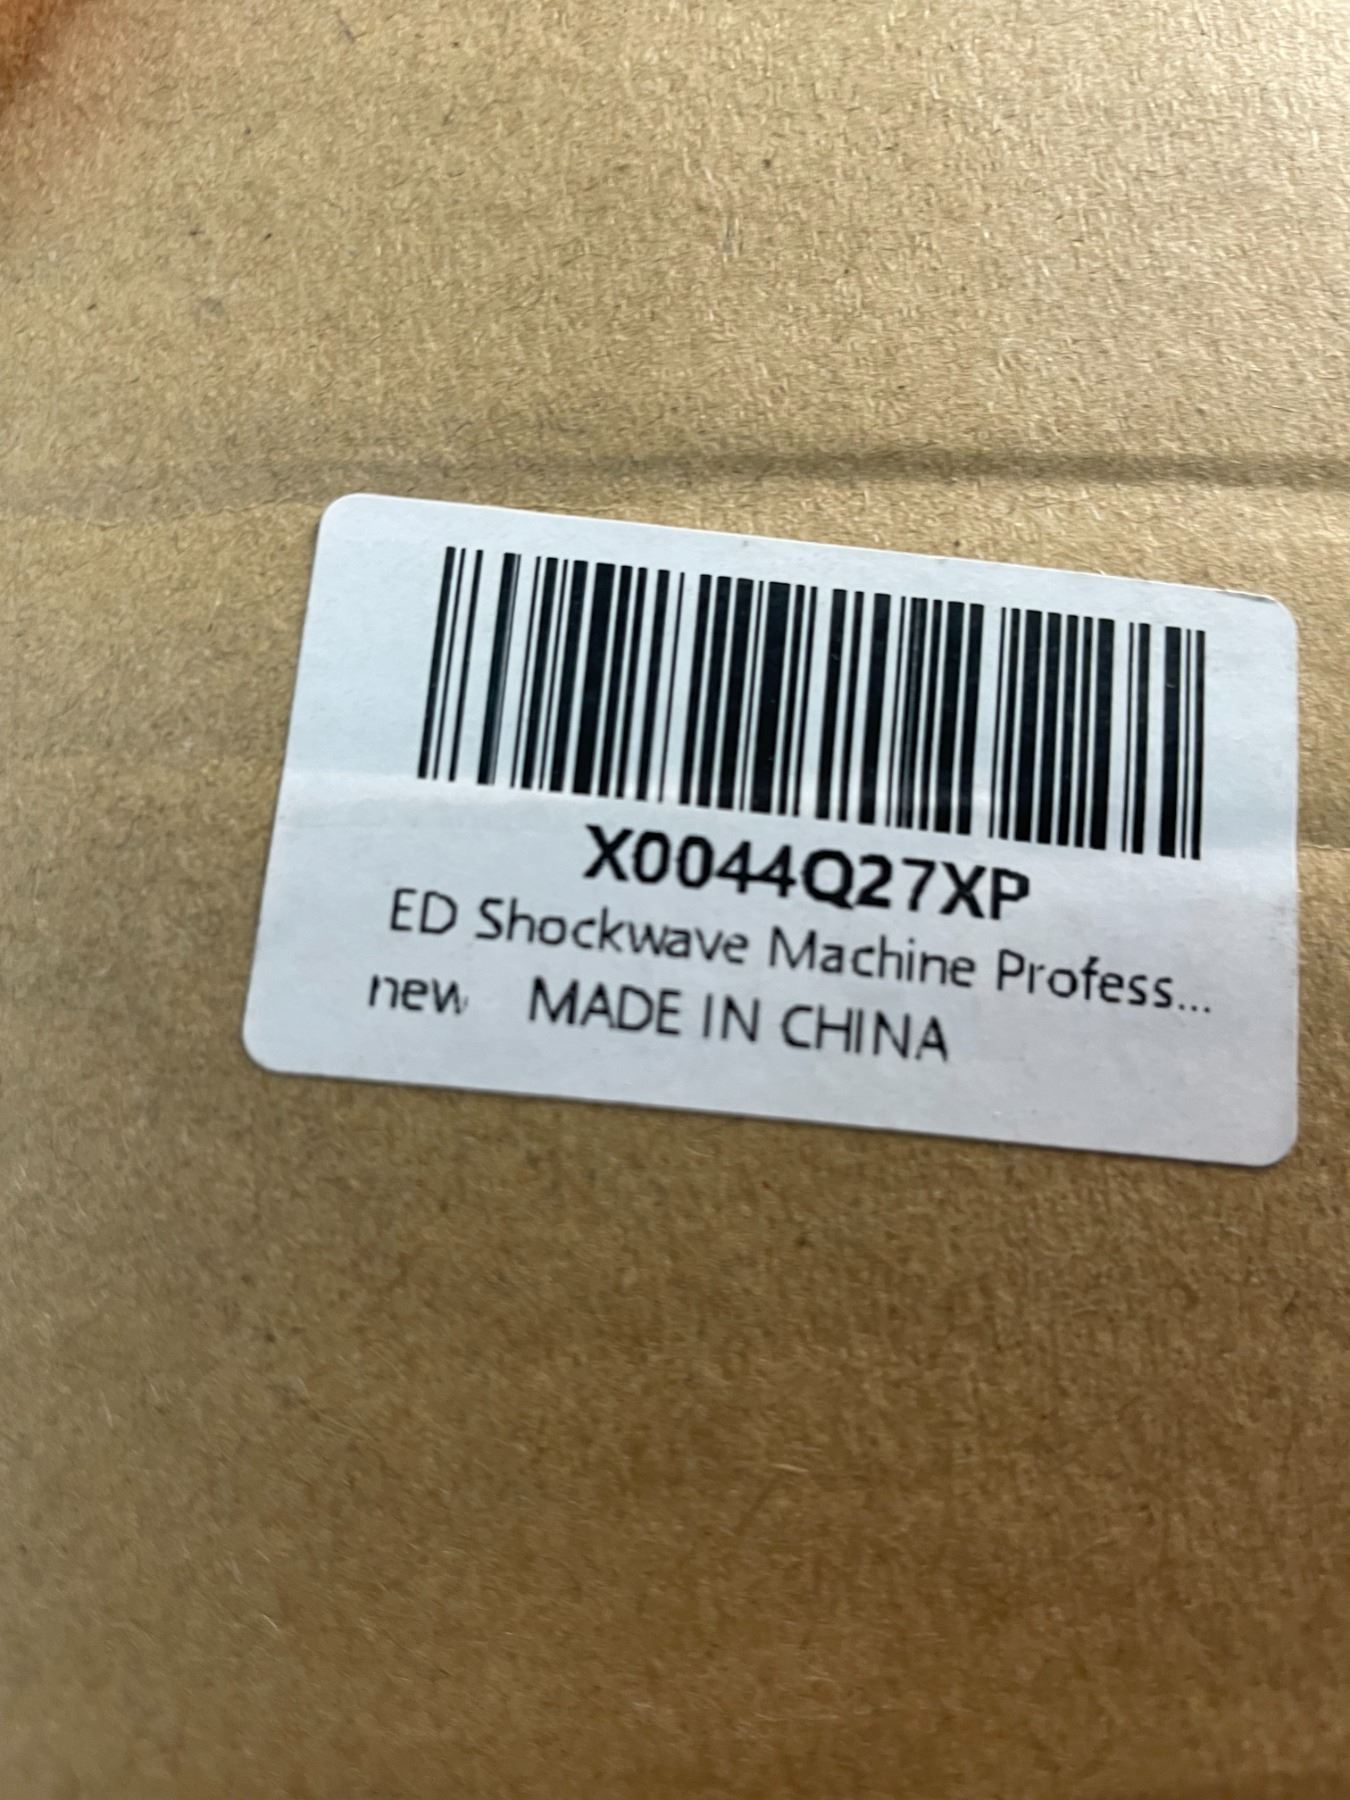 X0044Q27XP
ED Shockwave Machine Profess...
new MADE IN CHINA